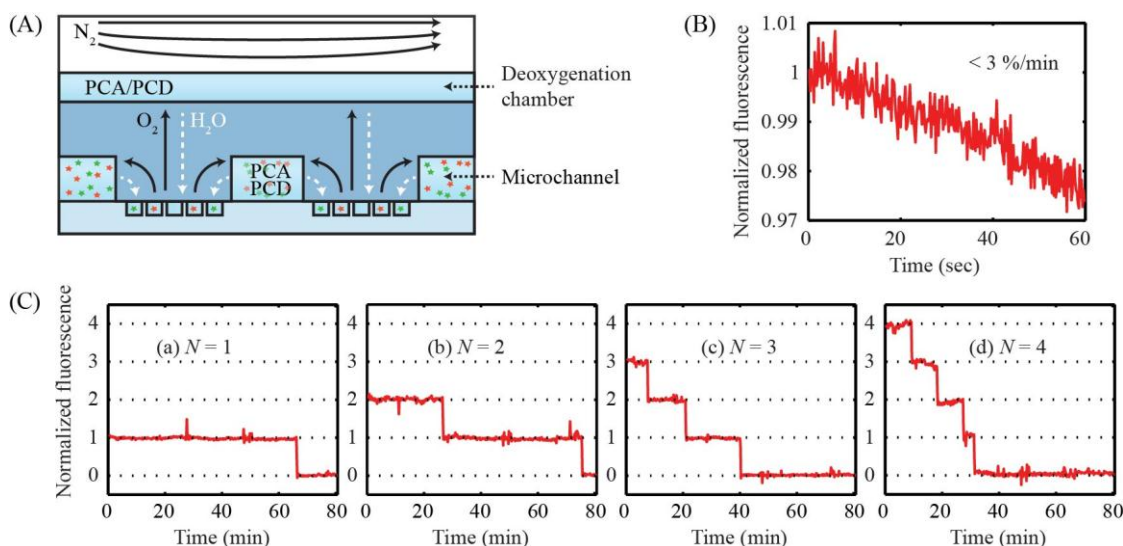 (A)
N2
PCA/PCD
Deoxygenation
chamber
O2
H2O
PCA
PCD
Microchannel
(B)
Normalized fluorescence
1.01
1
0.99
0.98
0.97
< 3 %/min
0 20 40 60
Time (sec)
(C)
Normalized fluorescence
4
3
2
1
0
(a) N = 1
0 20 40 60 80
Time (min)
4
3
2
1
0
(b) N = 2
0 20 40 60 80
Time (min)
4
3
2
1
0
(c) N = 3
0 20 40 60 80
Time (min)
4
3
2
1
0
(d) N = 4
0 20 40 60 80
Time (min)